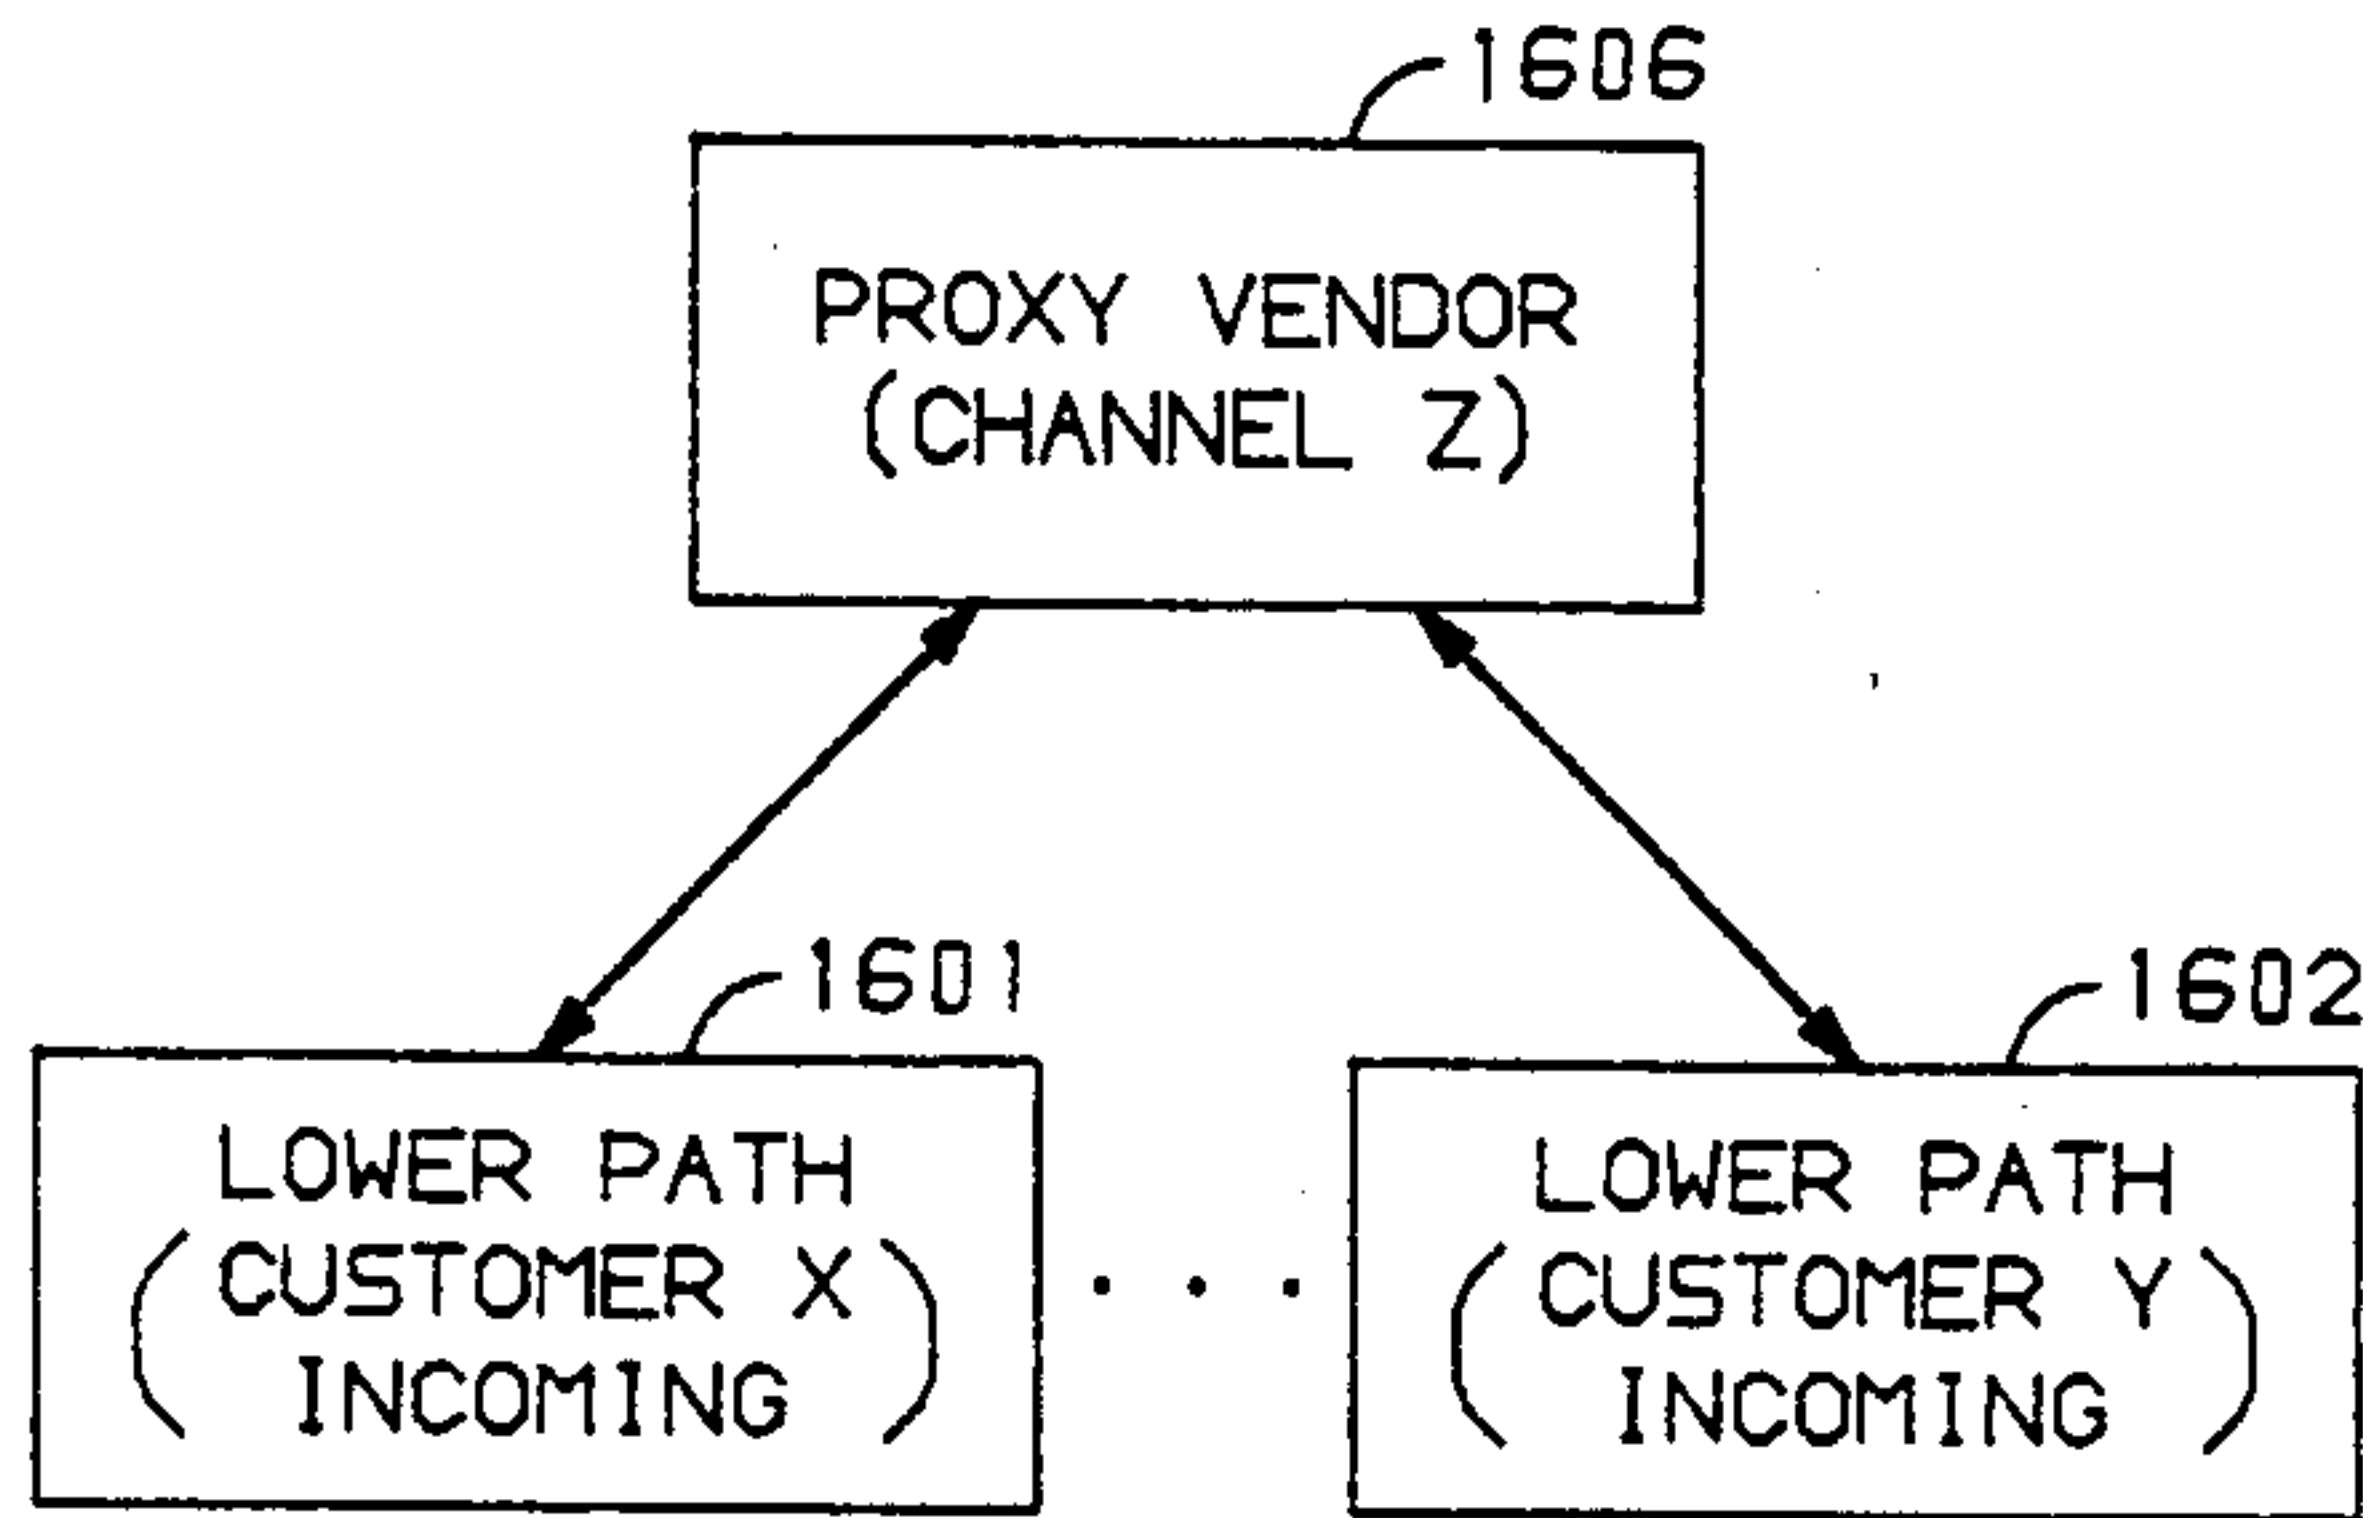 1606
PROXY VENDOR
(CHANNEL Z)
1601
LOWER PATH
(CUSTOMER X
INCOMING)
1602
LOWER PATH
(CUSTOMER Y
INCOMING)
. . .